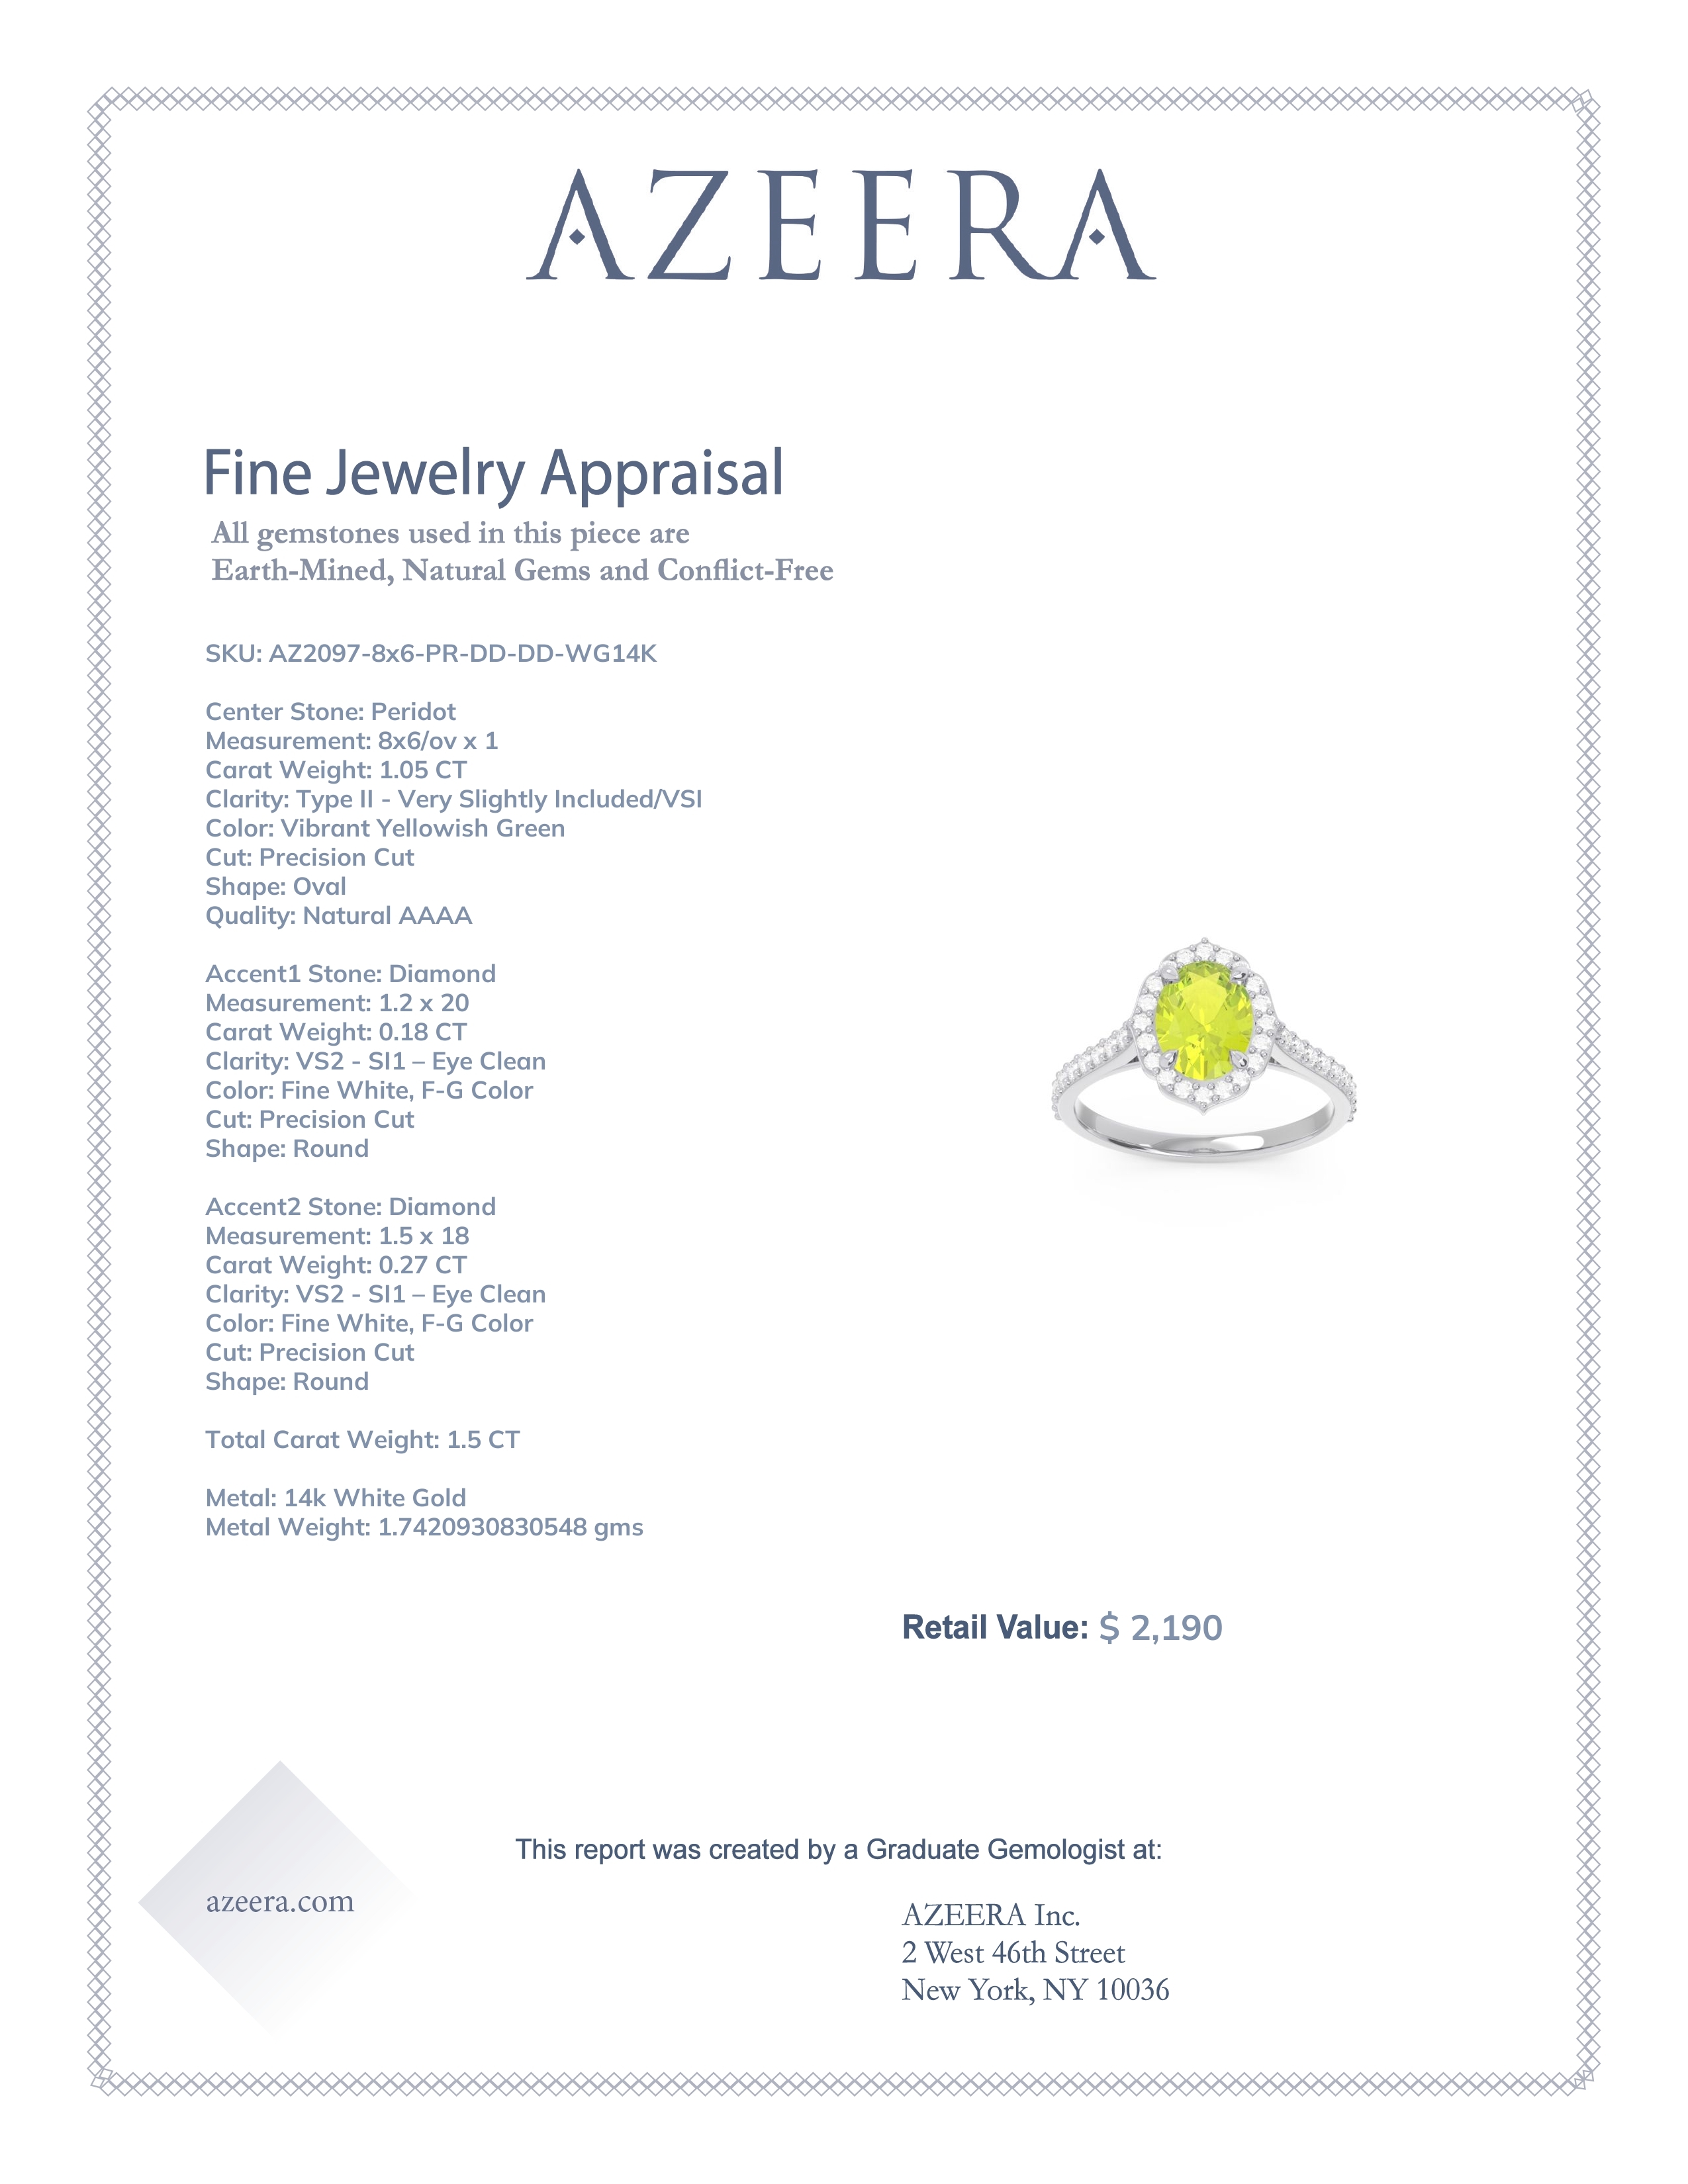 AZEERA
Fine Jewelry Appraisal
All gemstones used in this piece are
Earth-Mined, Natural Gems and Conflict-Free
SKU: AZ2097-8x6-PR-DD-DD-WG14K
Center Stone: Peridot
Measurement: 8x6/ov x 1
Carat Weight: 1.05 CT
Clarity: Type II - Very Slightly Included/VSI
Color: Vibrant Yellowish Green
Cut: Precision Cut
Shape: Oval
Quality: Natural AAAA
Accent1 Stone: Diamond
Measurement: 1.2 x 20
Carat Weight: 0.18 CT
Clarity: VS2 - SI1 – Eye Clean
Color: Fine White, F-G Color
Cut: Precision Cut
Shape: Round
Accent2 Stone: Diamond
Measurement: 1.5 x 18
Carat Weight: 0.27 CT
Clarity: VS2 - SI1 – Eye Clean
Color: Fine White, F-G Color
Cut: Precision Cut
Shape: Round
Total Carat Weight: 1.5 CT
Metal: 14k White Gold
Metal Weight: 1.7420930830548 gms
Retail Value: $ 2,190
This report was created by a Graduate Gemologist at:
azeera.com
AZEERA Inc.
2 West 46th Street
New York, NY 10036